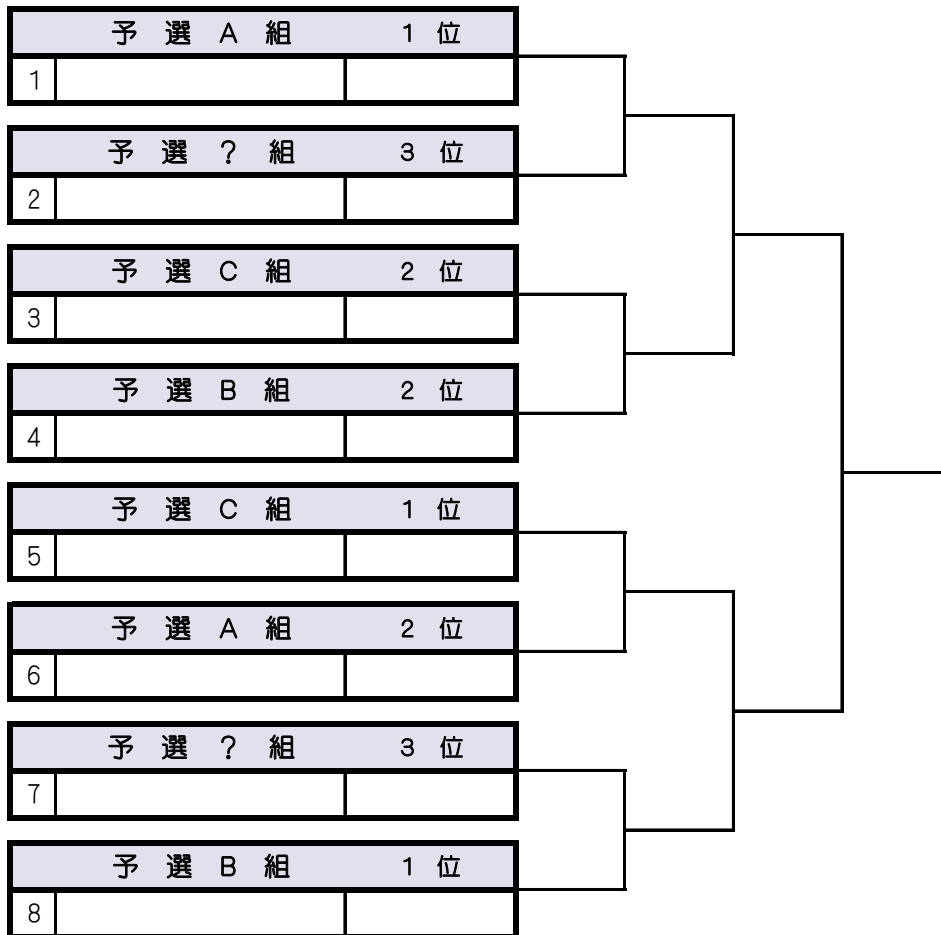 予 選 A 組 1 位
1
予 選 ? 組 3 位
2
予 選 C 組 2 位
3
予 選 B 組 2 位
4
予 選 C 組 1 位
5
予 選 A 組 2 位
6
予 選 ? 組 3 位
7
予 選 B 組 1 位
8